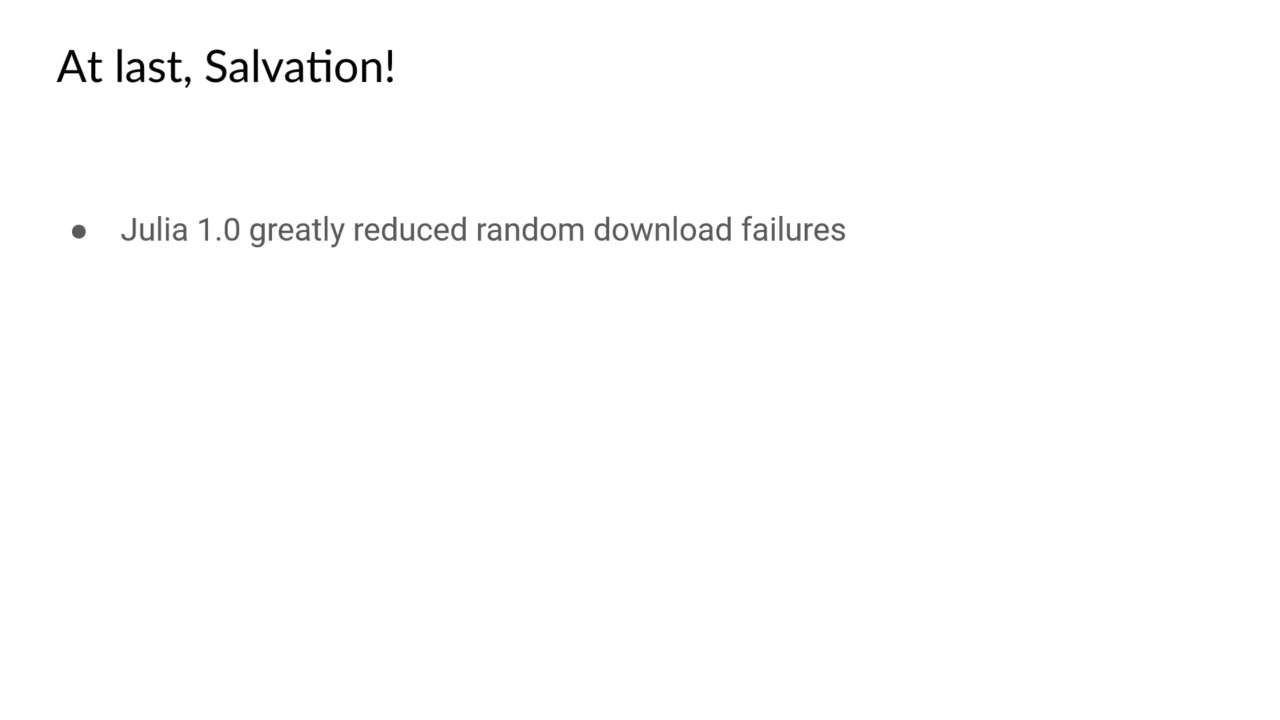 At last, Salvation!
● Julia 1.0 greatly reduced random download failures